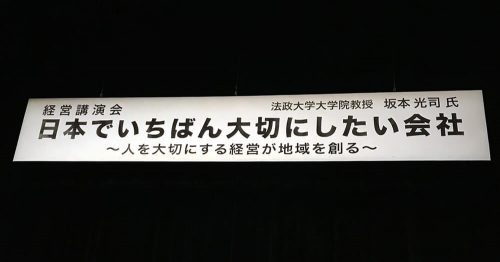 経営講演会 法政大学大学院教授 坂本光司氏
日本でいちばん大切にしたい会社
〜人を大切にする経営が地域を創る〜